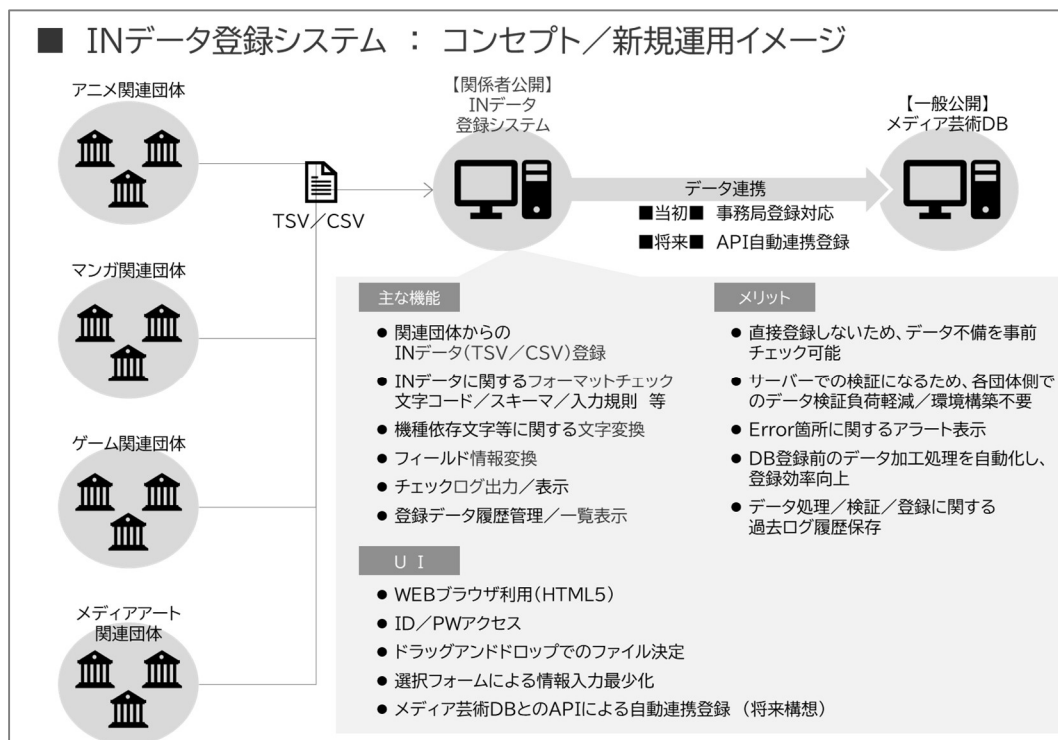 ■ INデータ登録システム ： コンセプト／新規運用イメージ
アニメ関連団体
マンガ関連団体
ゲーム関連団体
メディアアート
関連団体
TSV／CSV
【関係者公開】
INデータ
登録システム
データ連携
■当初■ 事務局登録対応
■将来■ API自動連携登録
【一般公開】
メディア芸術DB
主な機能
● 関連団体からの
INデータ（TSV／CSV）登録
● INデータに関するフォーマットチェック
文字コード／スキーマ／入力規則 等
● 機種依存文字等に関する文字変換
● フィールド情報変換
● チェックログ出力／表示
● 登録データ履歴管理／一覧表示
メリット
● 直接登録しないため、データ不備を事前
チェック可能
● サーバーでの検証になるため、各団体側で
のデータ検証負荷軽減／環境構築不要
● Error箇所に関するアラート表示
● DB登録前のデータ加工処理を自動化し、
登録効率向上
● データ処理／検証／登録に関する
過去ログ履歴保存
U I
● WEBブラウザ利用（HTML5）
● ID／PWアクセス
● ドラッグアンドドロップでのファイル決定
● 選択フォームによる情報入力最少化
● メディア芸術DBとのAPIによる自動連携登録 （将来構想）